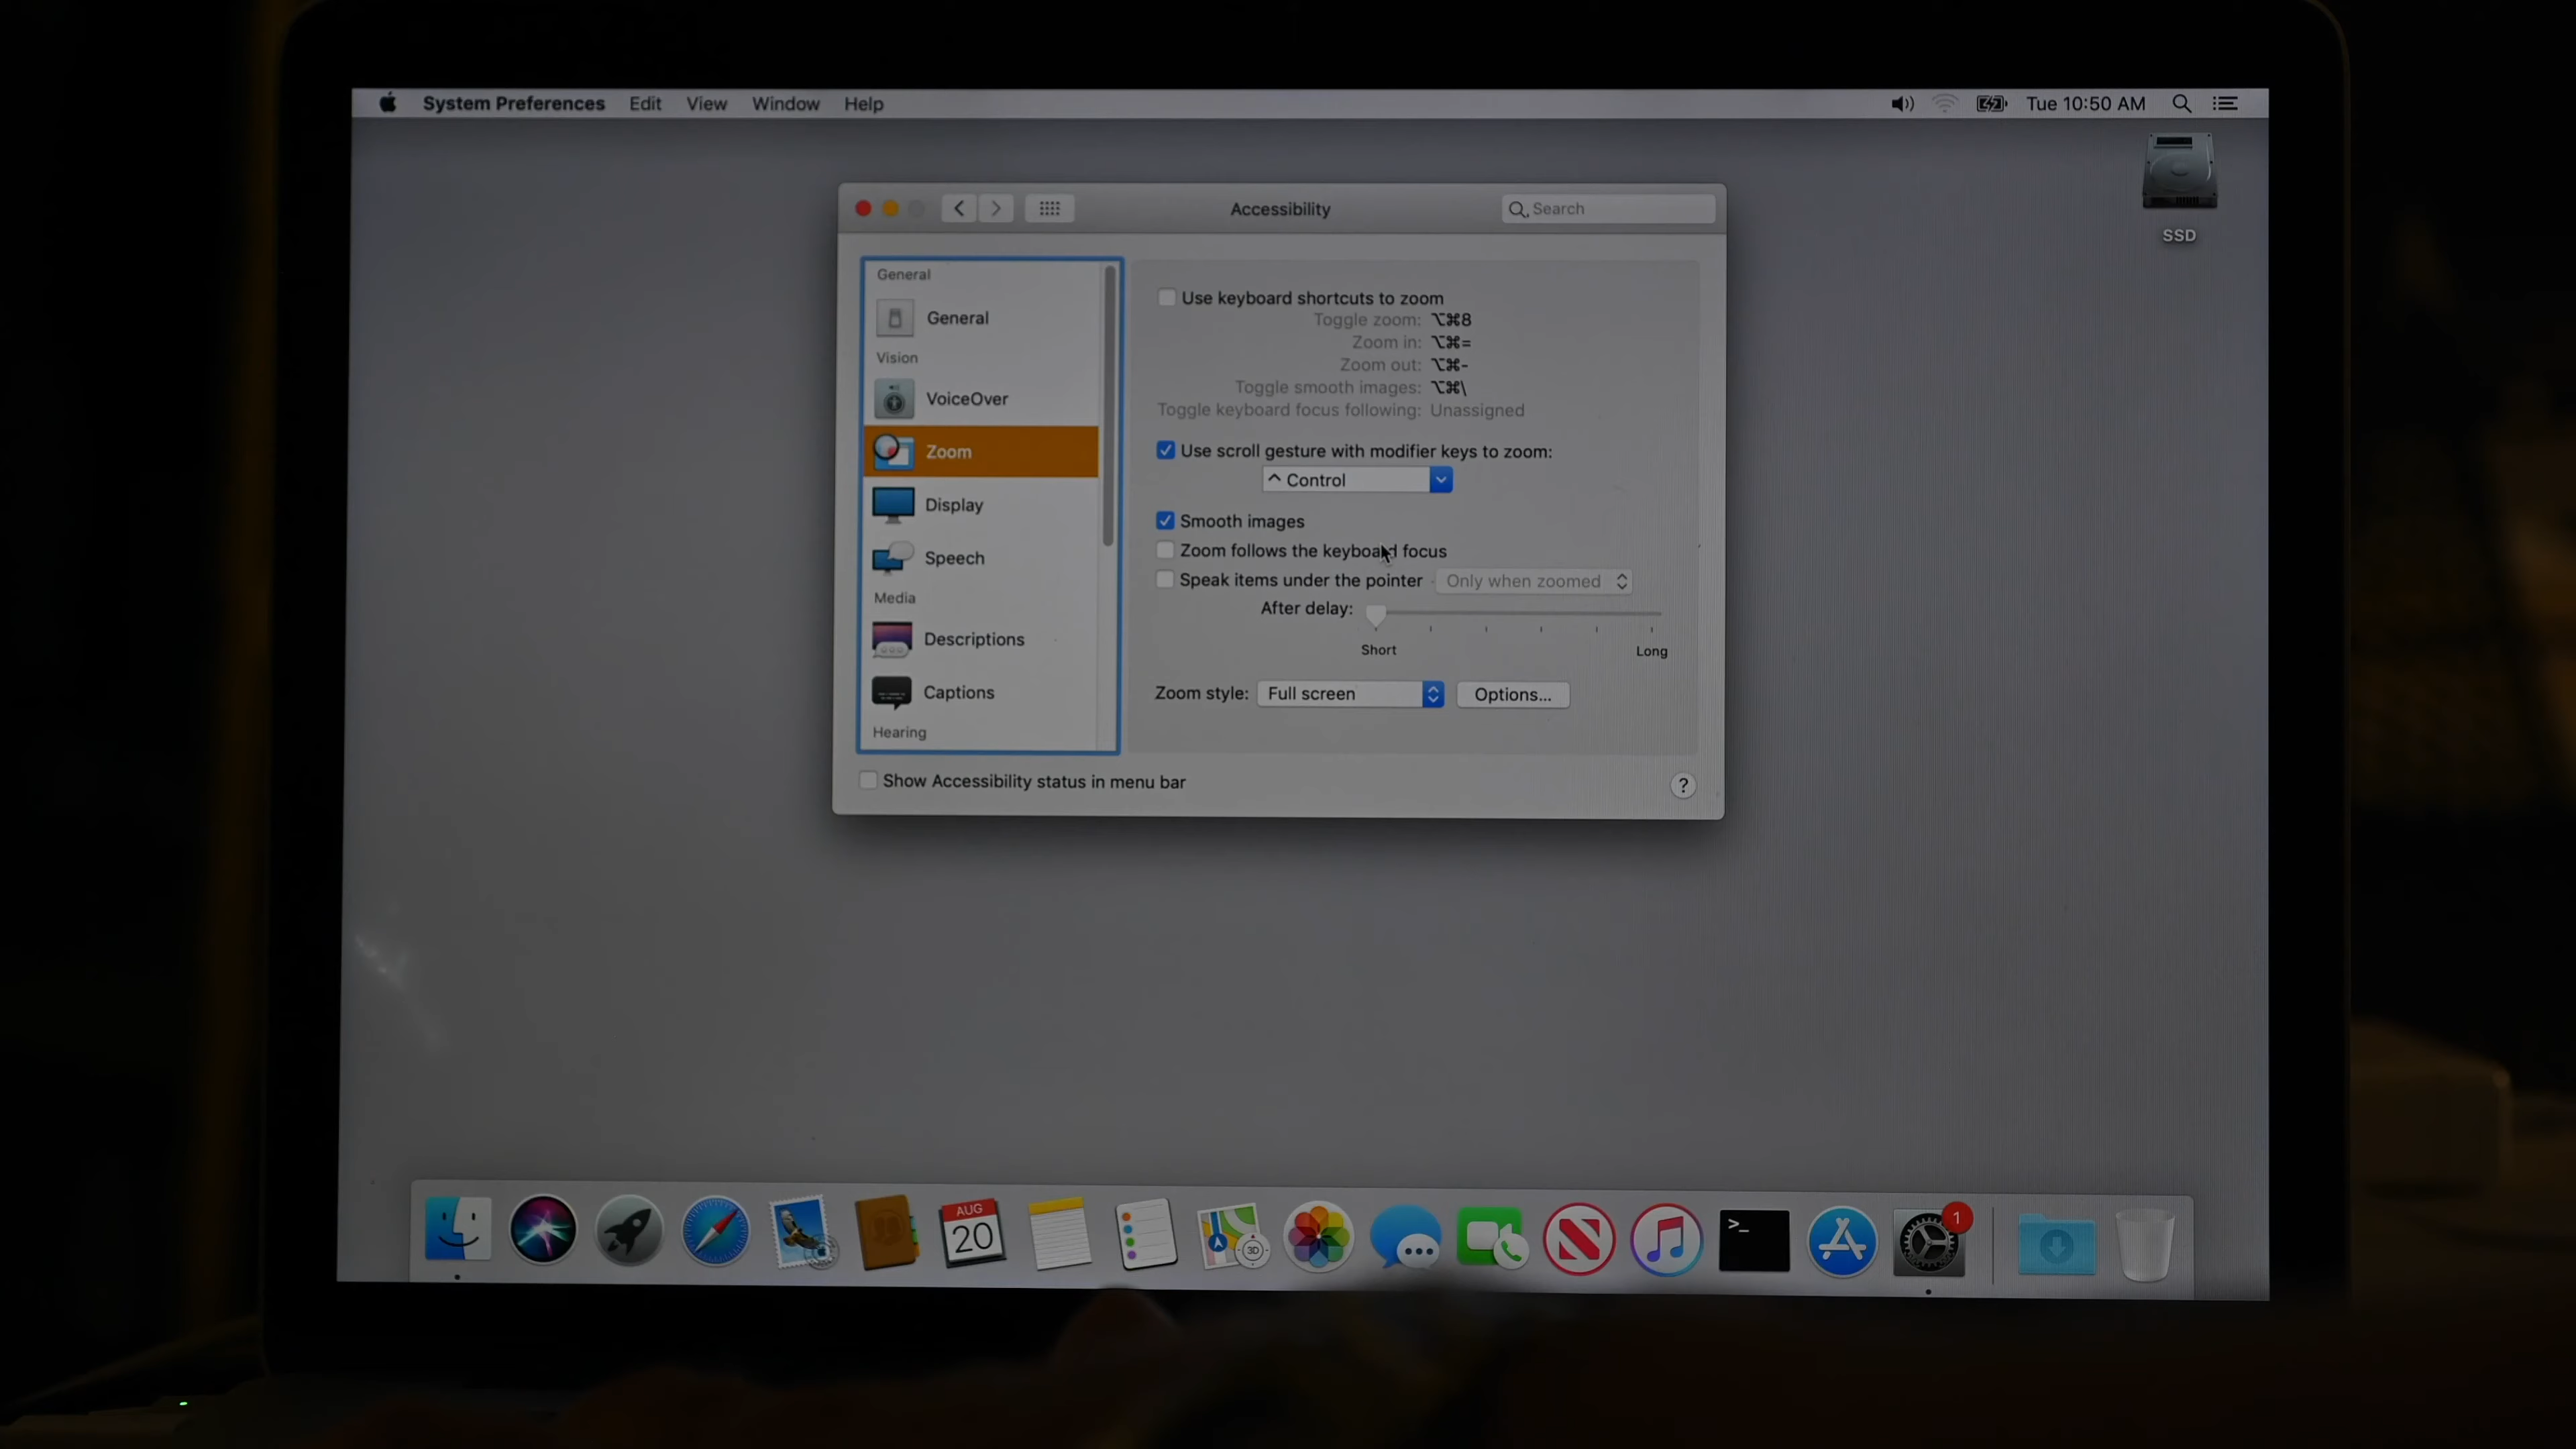 System Preferences Edit View Window Help
Tue 10:50 AM
SSD
Accessibility
Search
General
General
Vision
VoiceOver
Zoom
Display
Speech
Media
Descriptions
Captions
Hearing
Use keyboard shortcuts to zoom
Toggle zoom: ⌥⌘8
Zoom in: ⌥⌘=
Zoom out: ⌥⌘-
Toggle smooth images: ⌥⌘\
Toggle keyboard focus following: Unassigned
Use scroll gesture with modifier keys to zoom:
^ Control
Smooth images
Zoom follows the keyboard focus
Speak items under the pointer Only when zoomed
After delay:
Short Long
Zoom style: Full screen Options...
Show Accessibility status in menu bar
?
AUG
20
3D
>_
1